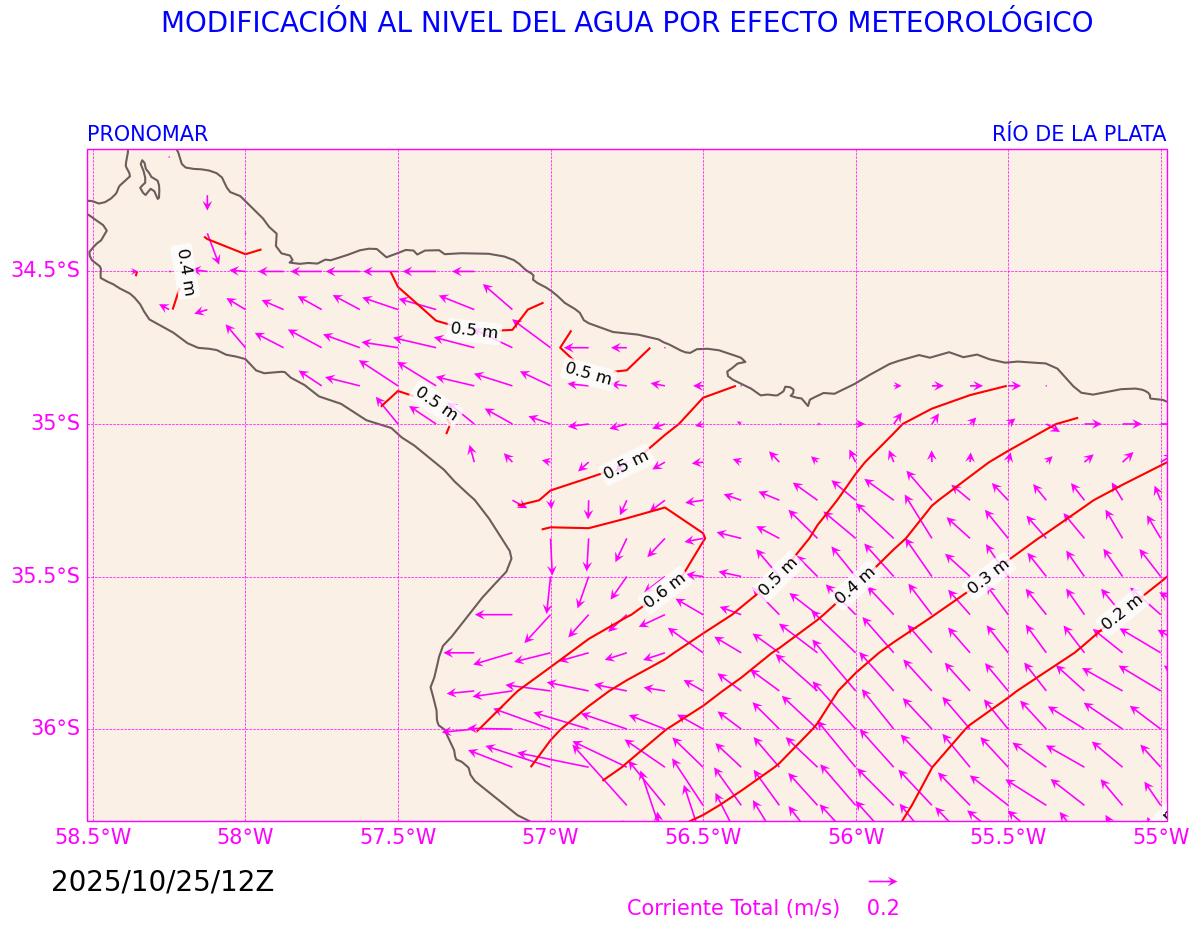 MODIFICACIÓN AL NIVEL DEL AGUA POR EFECTO METEOROLÓGICO
PRONOMAR
RÍO DE LA PLATA
34.5°S
35°S
35.5°S
36°S
0.4 m
0.5 m
0.5 m
0.5 m
0.5 m
0.6 m
0.5 m
0.4 m
0.3 m
0.2 m
58.5°W 58°W 57.5°W 57°W 56.5°W 56°W 55.5°W 55°W
2025/10/25/12Z
Corriente Total (m/s) 0.2